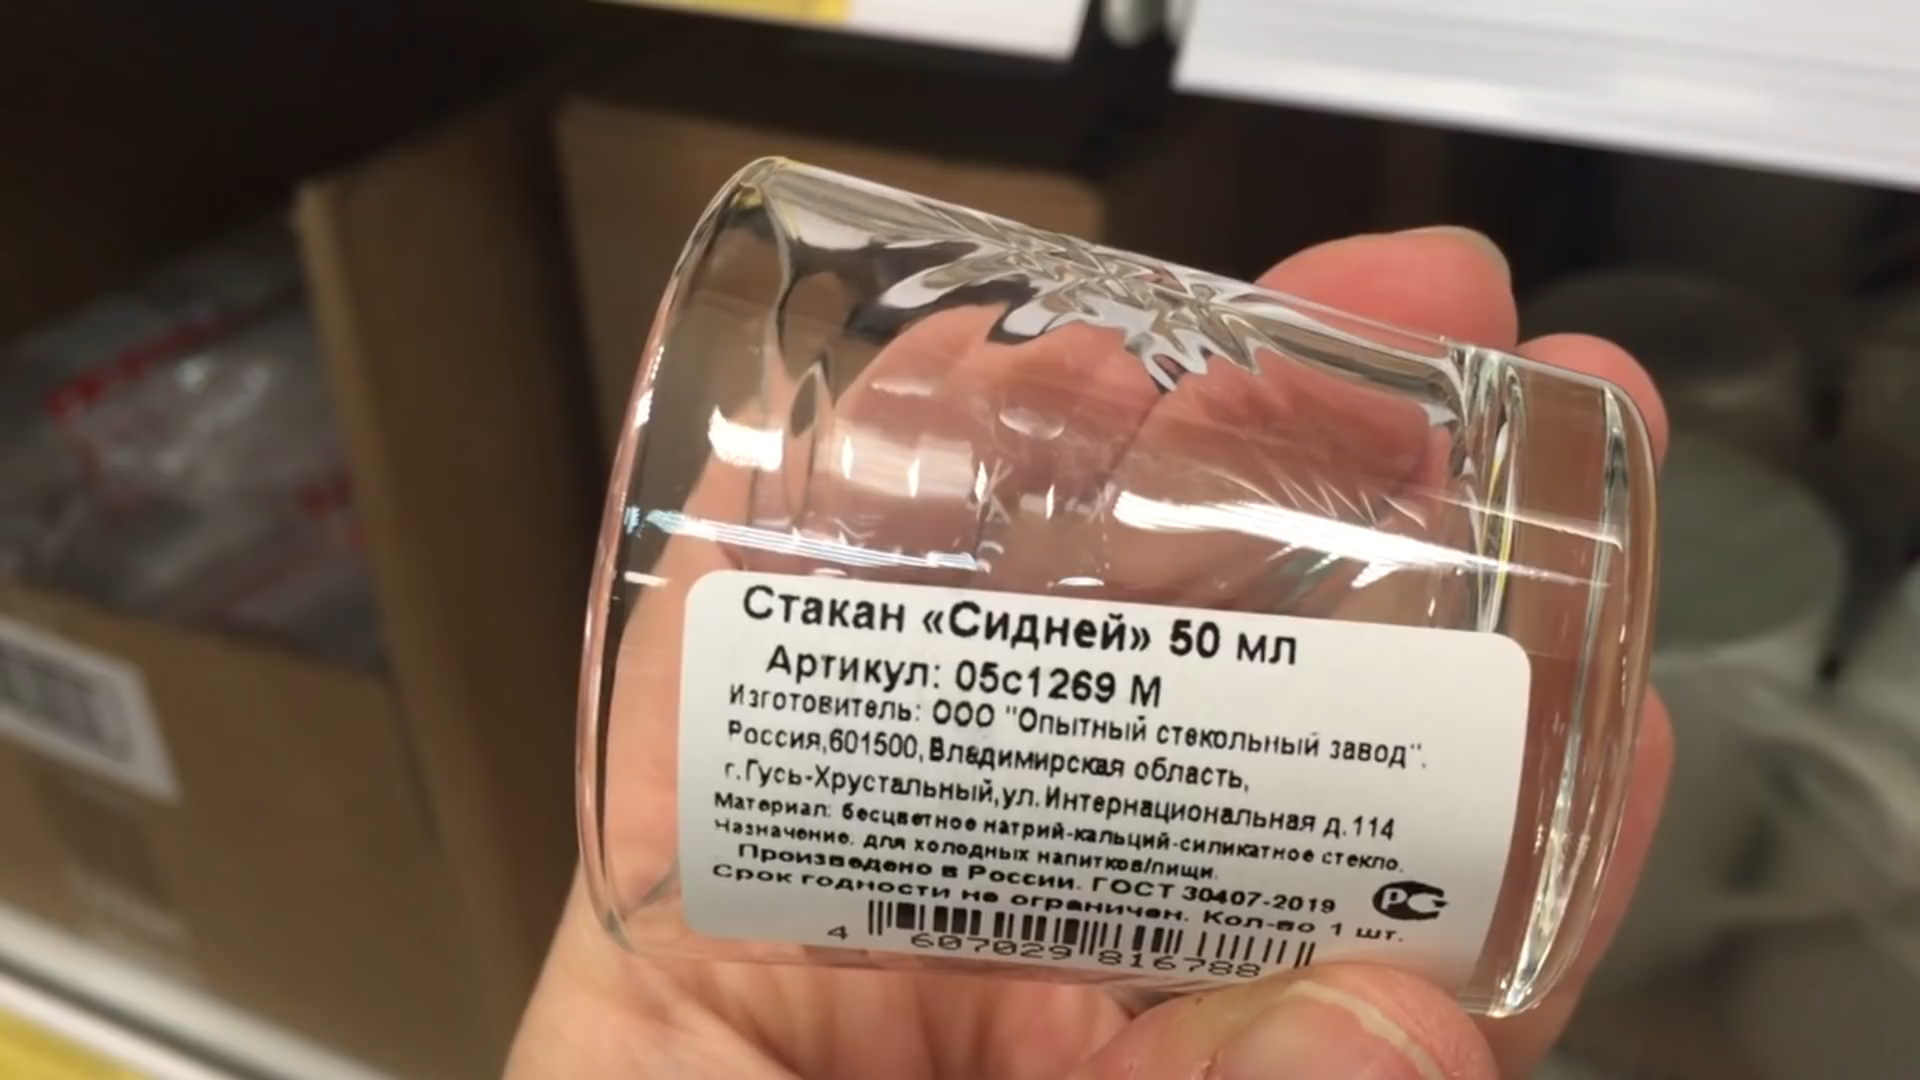 Стакан «Сидней» 50 мл
Артикул: 05с1269 М
Изготовитель: ООО "Опытный стекольный завод".
Россия,601500,Владимирская область,
г.Гусь-Хрустальный,ул.Интернациональная д.114
Материал: бесцветное натрий-кальций-силикатное стекло.
Назначение: для холодных напитков/пищи.
Произведено в России. ГОСТ 30407-2019
Срок годности не ограничен. Кол-во 1 шт.
РСТ
4 607029 816788